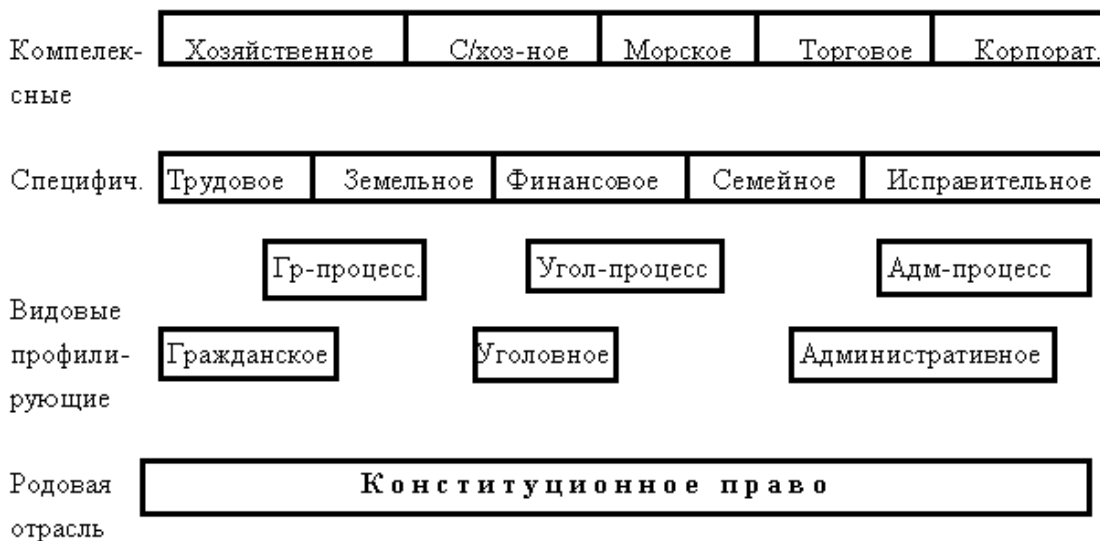 Компелек-
сные
Хозяйственное С/хоз-ное Морское Торговое Корпорат.
Специфич. Трудовое Земельное Финансовое Семейное Исправительное
Гр-процесс. Угол-процесс Адм-процесс
Видовые
профили-
рующие
Гражданское Уголовное Административное
Родовая
отрасль
Конституционное право